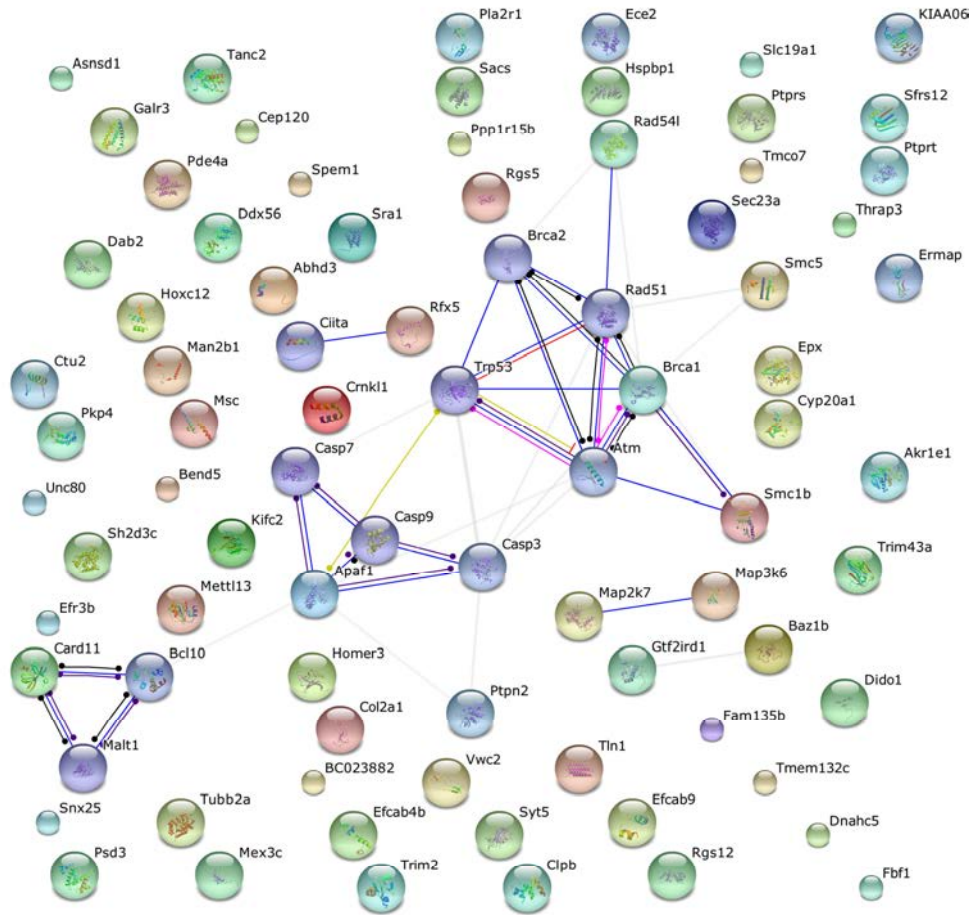 Pla2r1
Ece2
KIAA06
Slc19a1
Asnsd1
Tanc2
Sacs
Hspbp1
Ptprs
Sfrs12
Galr3
Cep120
Ppp1r15b
Rad54l
Tmco7
Ptprt
Pde4a
Spem1
Rgs5
Sec23a
Thrap3
Ddx56
Sra1
Dab2
Brca2
Abhd3
Rad51
Smc5
Ermap
Hoxc12
Ciita
Rfx5
Man2b1
Ctu2
Trp53
Brca1
Epx
Crnkl1
Msc
Cyp20a1
Pkp4
Casp7
Atm
Akr1e1
Bend5
Unc80
Smc1b
Casp9
Sh2d3c
Kifc2
Casp3
Trim43a
Apaf1
Map3k6
Mettl13
Map2k7
Efr3b
Baz1b
Gtf2ird1
Card11
Bcl10
Homer3
Dido1
Ptpn2
Col2a1
Fam135b
Malt1
BC023882
Vwc2
Tln1
Tmem132c
Snx25
Tubb2a
Efcab4b
Syt5
Efcab9
Dnahc5
Psd3
Mex3c
Trim2
Clpb
Rgs12
Fbf1